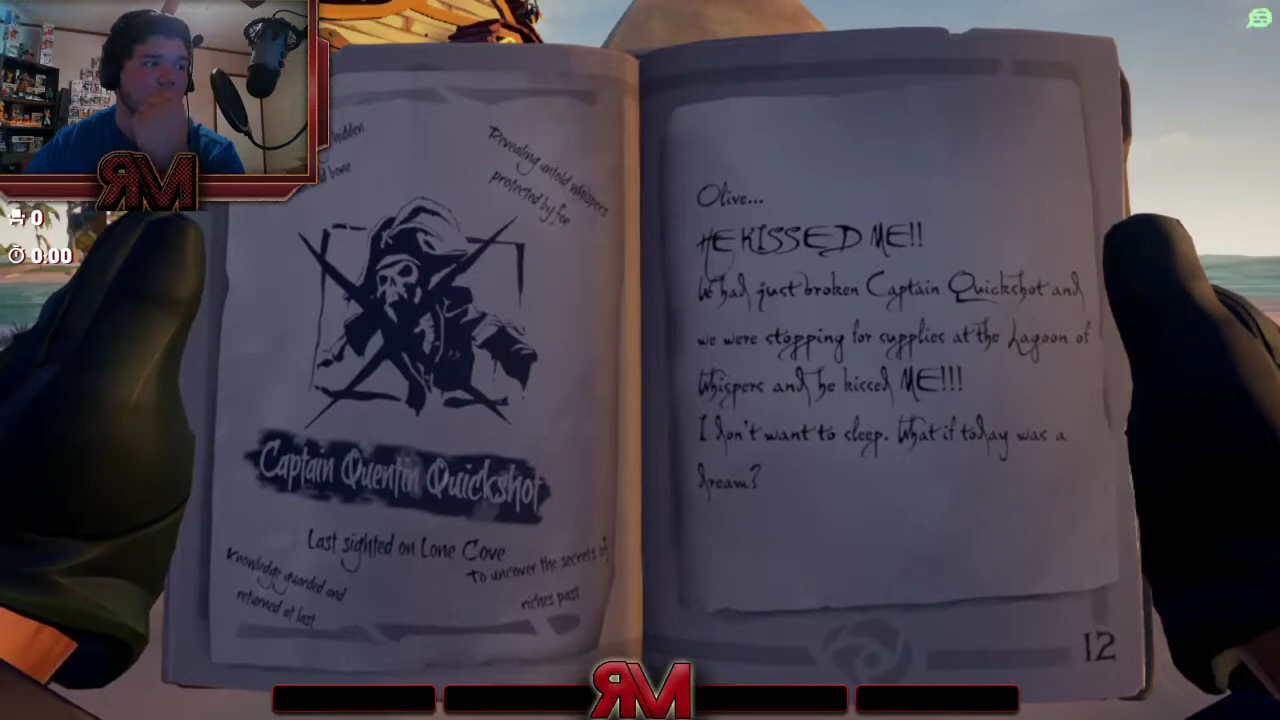 hidden
d bone
Revealing untold whispers
protected by foe
Captain Quentin Quickshot
Last sighted on Lone Cove
Knowledge guarded and
returned at last
To uncover the secrets of
riches past
Olive...
HE KISSED ME!!
We had just broken Captain Quickshot and
we were stopping for supplies at the Lagoon of
Whispers and he kissed ME!!!
I don't want to sleep. What if today was a
dream?
12
0
0:00
RM
RM